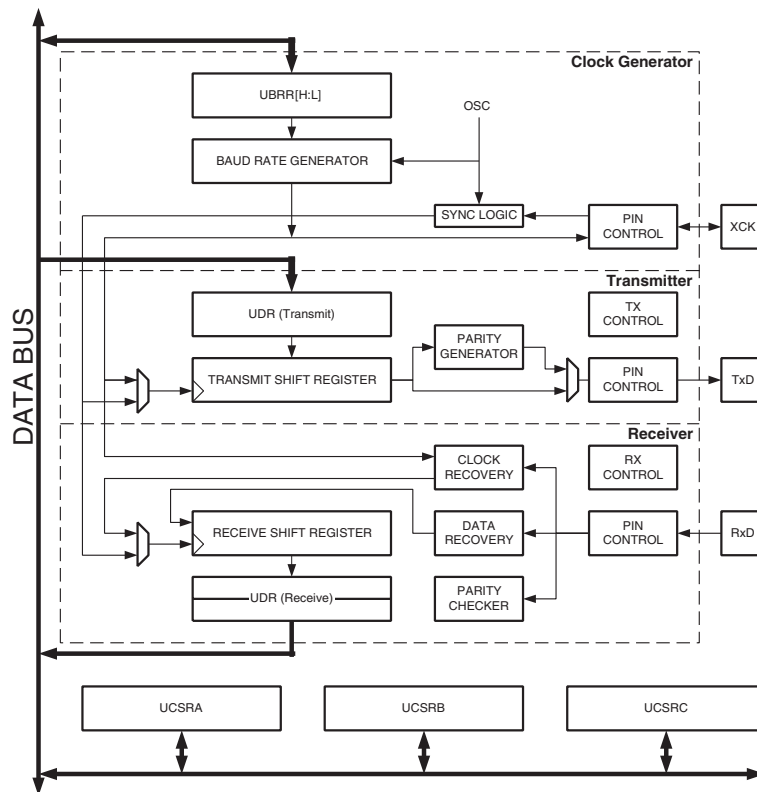 Clock Generator
UBRR[H:L]
OSC
BAUD RATE GENERATOR
SYNC LOGIC
PIN
CONTROL
XCK
DATA BUS
Transmitter
UDR (Transmit)
TX
CONTROL
PARITY
GENERATOR
TRANSMIT SHIFT REGISTER
PIN
CONTROL
TxD
Receiver
CLOCK
RECOVERY
RX
CONTROL
RECEIVE SHIFT REGISTER
DATA
RECOVERY
PIN
CONTROL
RxD
UDR (Receive)
PARITY
CHECKER
UCSRA
UCSRB
UCSRC